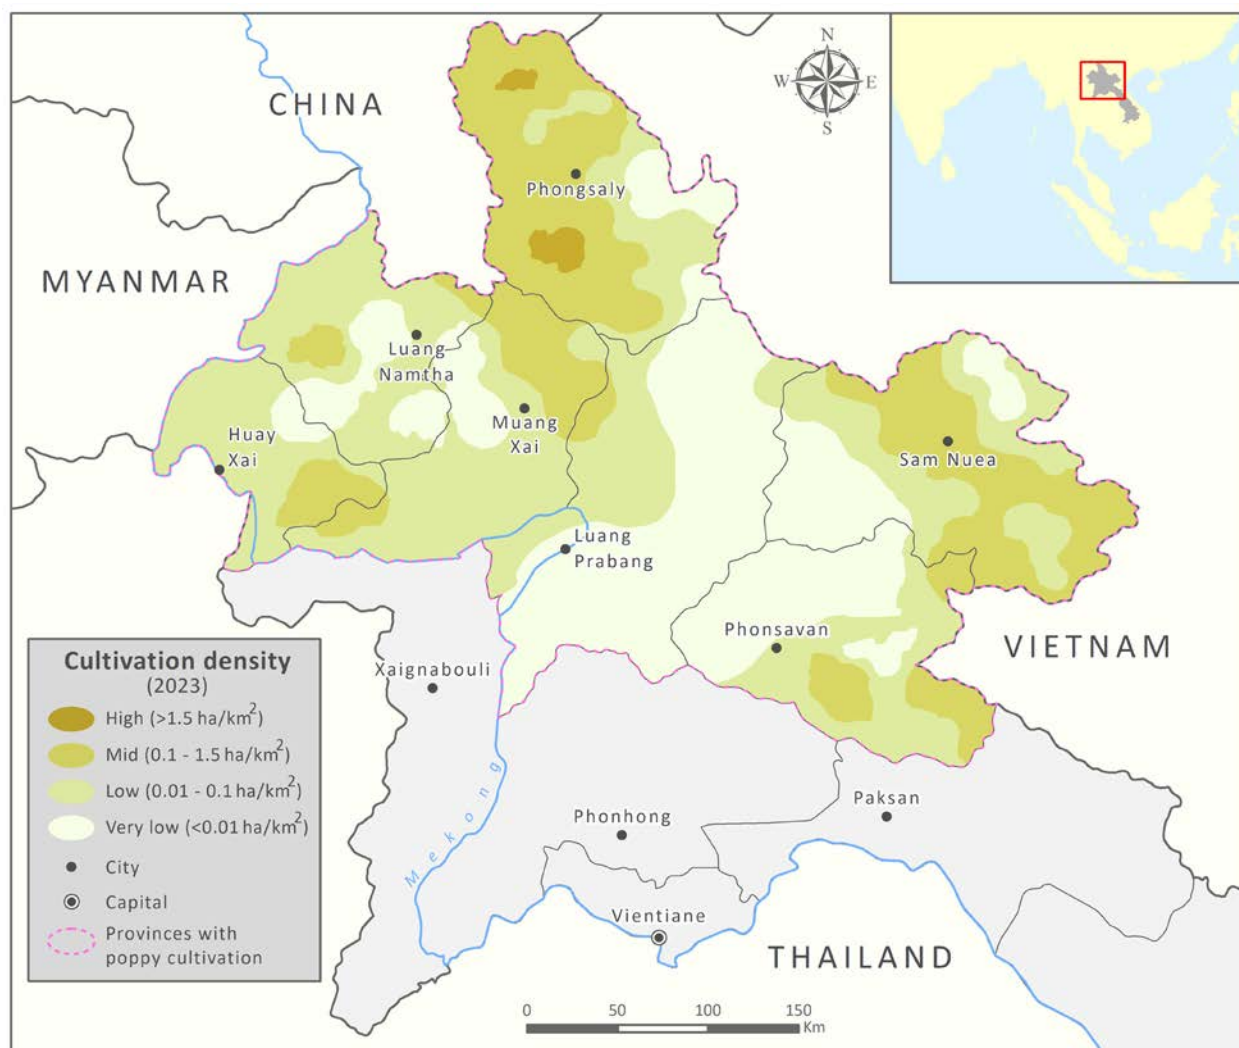 N
W
E
S
CHINA
MYANMAR
Phongsaly
Luang
Namtha
Muang
Xai
Huay
Xai
Sam Nuea
Luang
Prabang
Phonsavan
VIETNAM
Xaignabouli
Mekong
Phonhong
Paksan
Vientiane
THAILAND
Cultivation density
(2023)
High (>1.5 ha/km²)
Mid (0.1 - 1.5 ha/km²)
Low (0.01 - 0.1 ha/km²)
Very low (<0.01 ha/km²)
City
Capital
Provinces with
poppy cultivation
0 50 100 150
Km